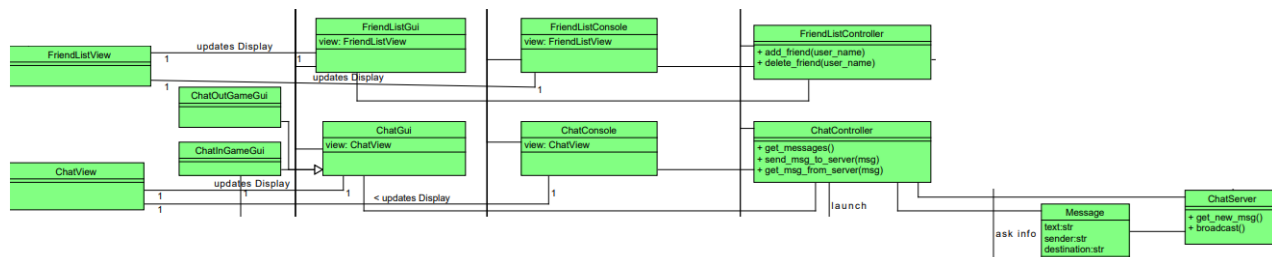 FriendListView
updates Display
1
1
FriendListGui
view: FriendListView
updates Display
1
1
FriendListConsole
view: FriendListView
FriendListController
+ add_friend(user_name)
+ delete_friend(user_name)
ChatOutGameGui
ChatInGameGui
ChatGui
view: ChatView
ChatConsole
view: ChatView
ChatController
+ get_messages()
+ send_msg_to_server(msg)
+ get_msg_from_server(msg)
ChatView
updates Display
1
1
1
1
< updates Display
1
launch
ask info
Message
text:str
sender:str
destination:str
ChatServer
+ get_new_msg()
+ broadcast()